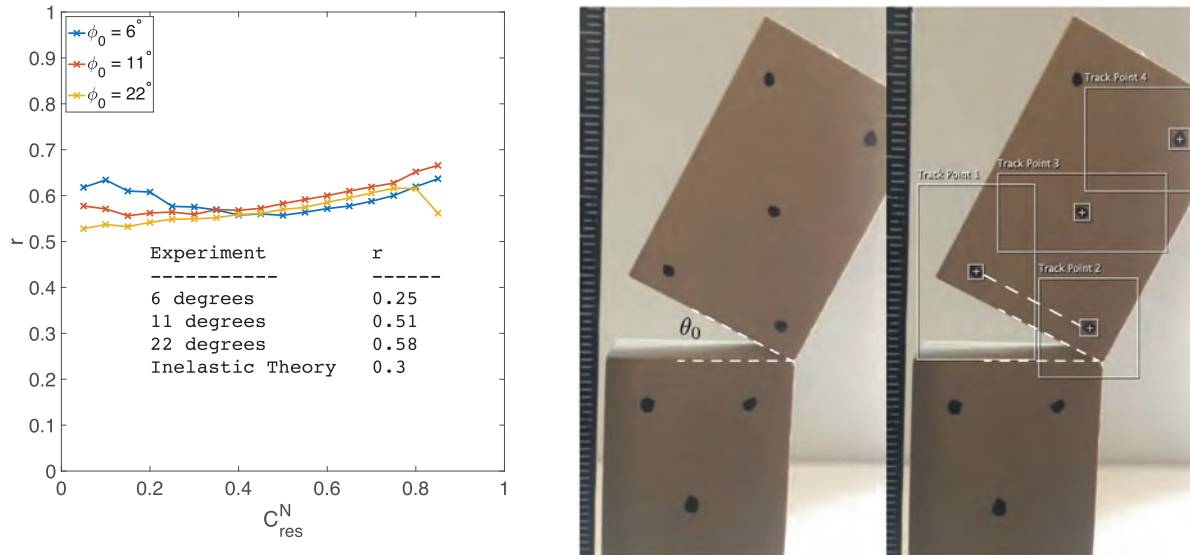 1
0.9
0.8
0.7
0.6
0.5
0.4
0.3
0.2
0.1
0
r
ϕ0 = 6°
ϕ0 = 11°
ϕ0 = 22°
Experiment r
----------- ------
6 degrees 0.25
11 degrees 0.51
22 degrees 0.58
Inelastic Theory 0.3
0 0.2 0.4 0.6 0.8 1
C^N_res
θ0
Track Point 4
Track Point 3
Track Point 1
Track Point 2